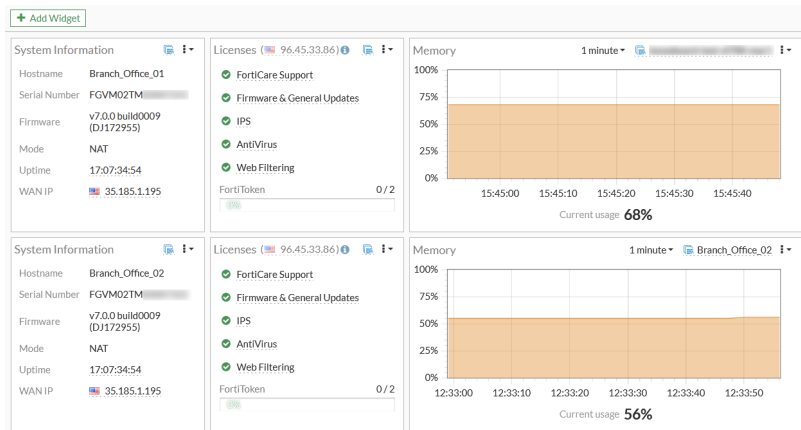 Add Widget
System Information
Hostname Branch_Office_01
Serial Number FGVM02TM
Firmware v7.0.0 build0009
(DJ172955)
Mode NAT
Uptime 17:07:34:54
WAN IP 35.185.1.195
Licenses (96.45.33.86)
FortiCare Support
Firmware & General Updates
IPS
AntiVirus
Web Filtering
FortiToken 0 / 2
0%
Memory 1 minute
100%
75%
50%
25%
0%
15:45:00 15:45:10 15:45:20 15:45:30 15:45:40
Current usage 68%
System Information
Hostname Branch_Office_02
Serial Number FGVM02TM
Firmware v7.0.0 build0009
(DJ172955)
Mode NAT
Uptime 17:07:34:54
WAN IP 35.185.1.195
Licenses (96.45.33.86)
FortiCare Support
Firmware & General Updates
IPS
AntiVirus
Web Filtering
FortiToken 0 / 2
0%
Memory 1 minute Branch_Office_02
100%
75%
50%
25%
0%
12:33:00 12:33:10 12:33:20 12:33:30 12:33:40 12:33:50
Current usage 56%